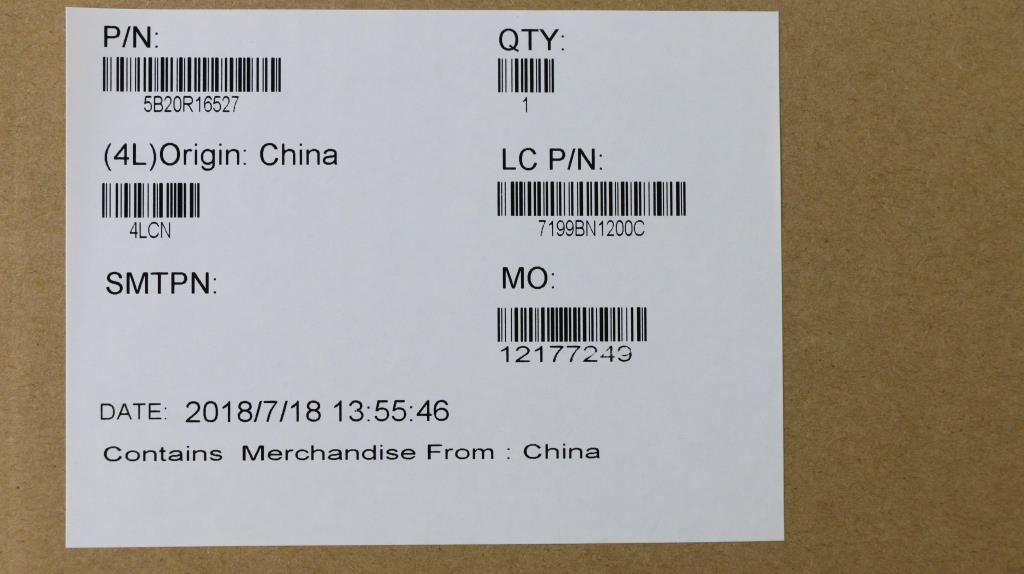 P/N:
5B20R16527
QTY:
1
(4L)Origin: China
4LCN
LC P/N:
7199BN1200C
SMTPN:
MO:
12177249
DATE: 2018/7/18 13:55:46
Contains Merchandise From : China